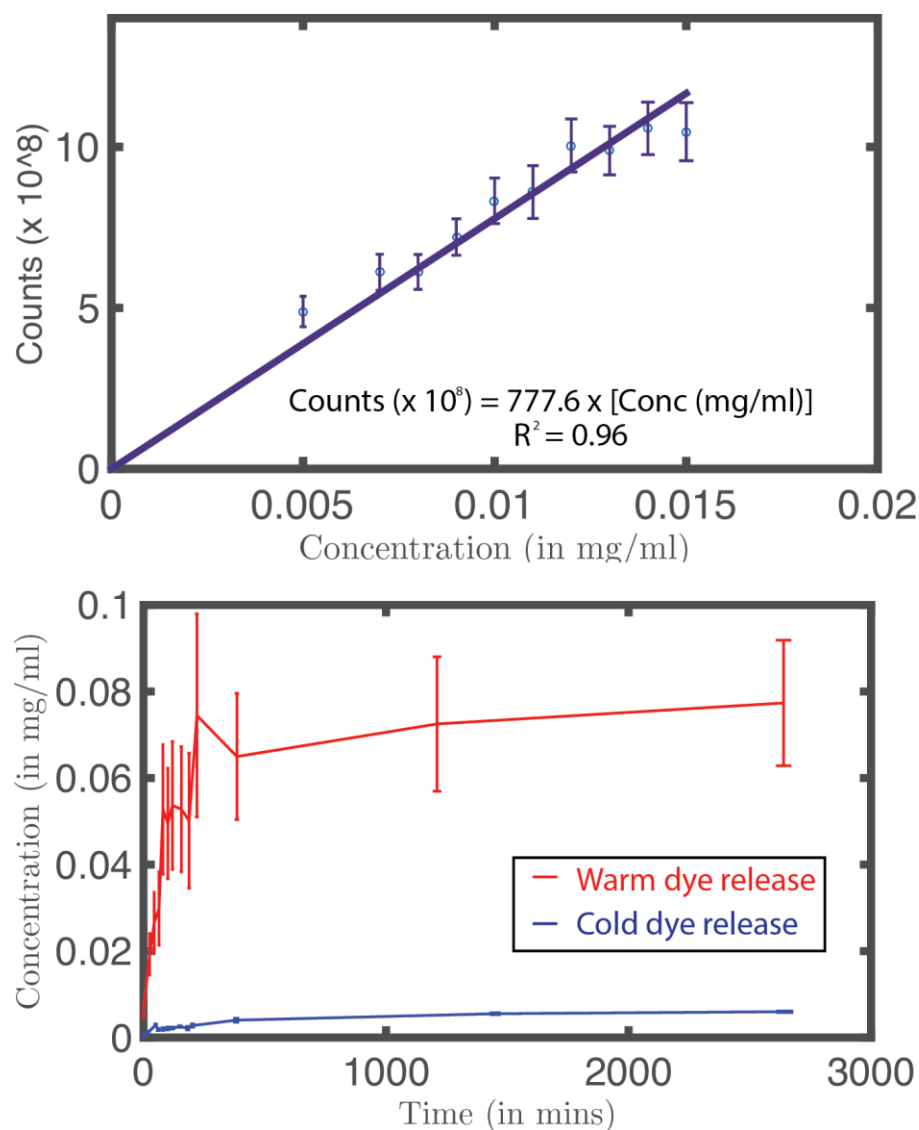 Counts (x 10^8)
10
5
0
Counts (x 10⁸) = 777.6 x [Conc (mg/ml)]
R² = 0.96
0 0.005 0.01 0.015 0.02
Concentration (in mg/ml)
Concentration (in mg/ml)
0.1
0.08
0.06
0.04
0.02
0
Warm dye release
Cold dye release
0 1000 2000 3000
Time (in mins)